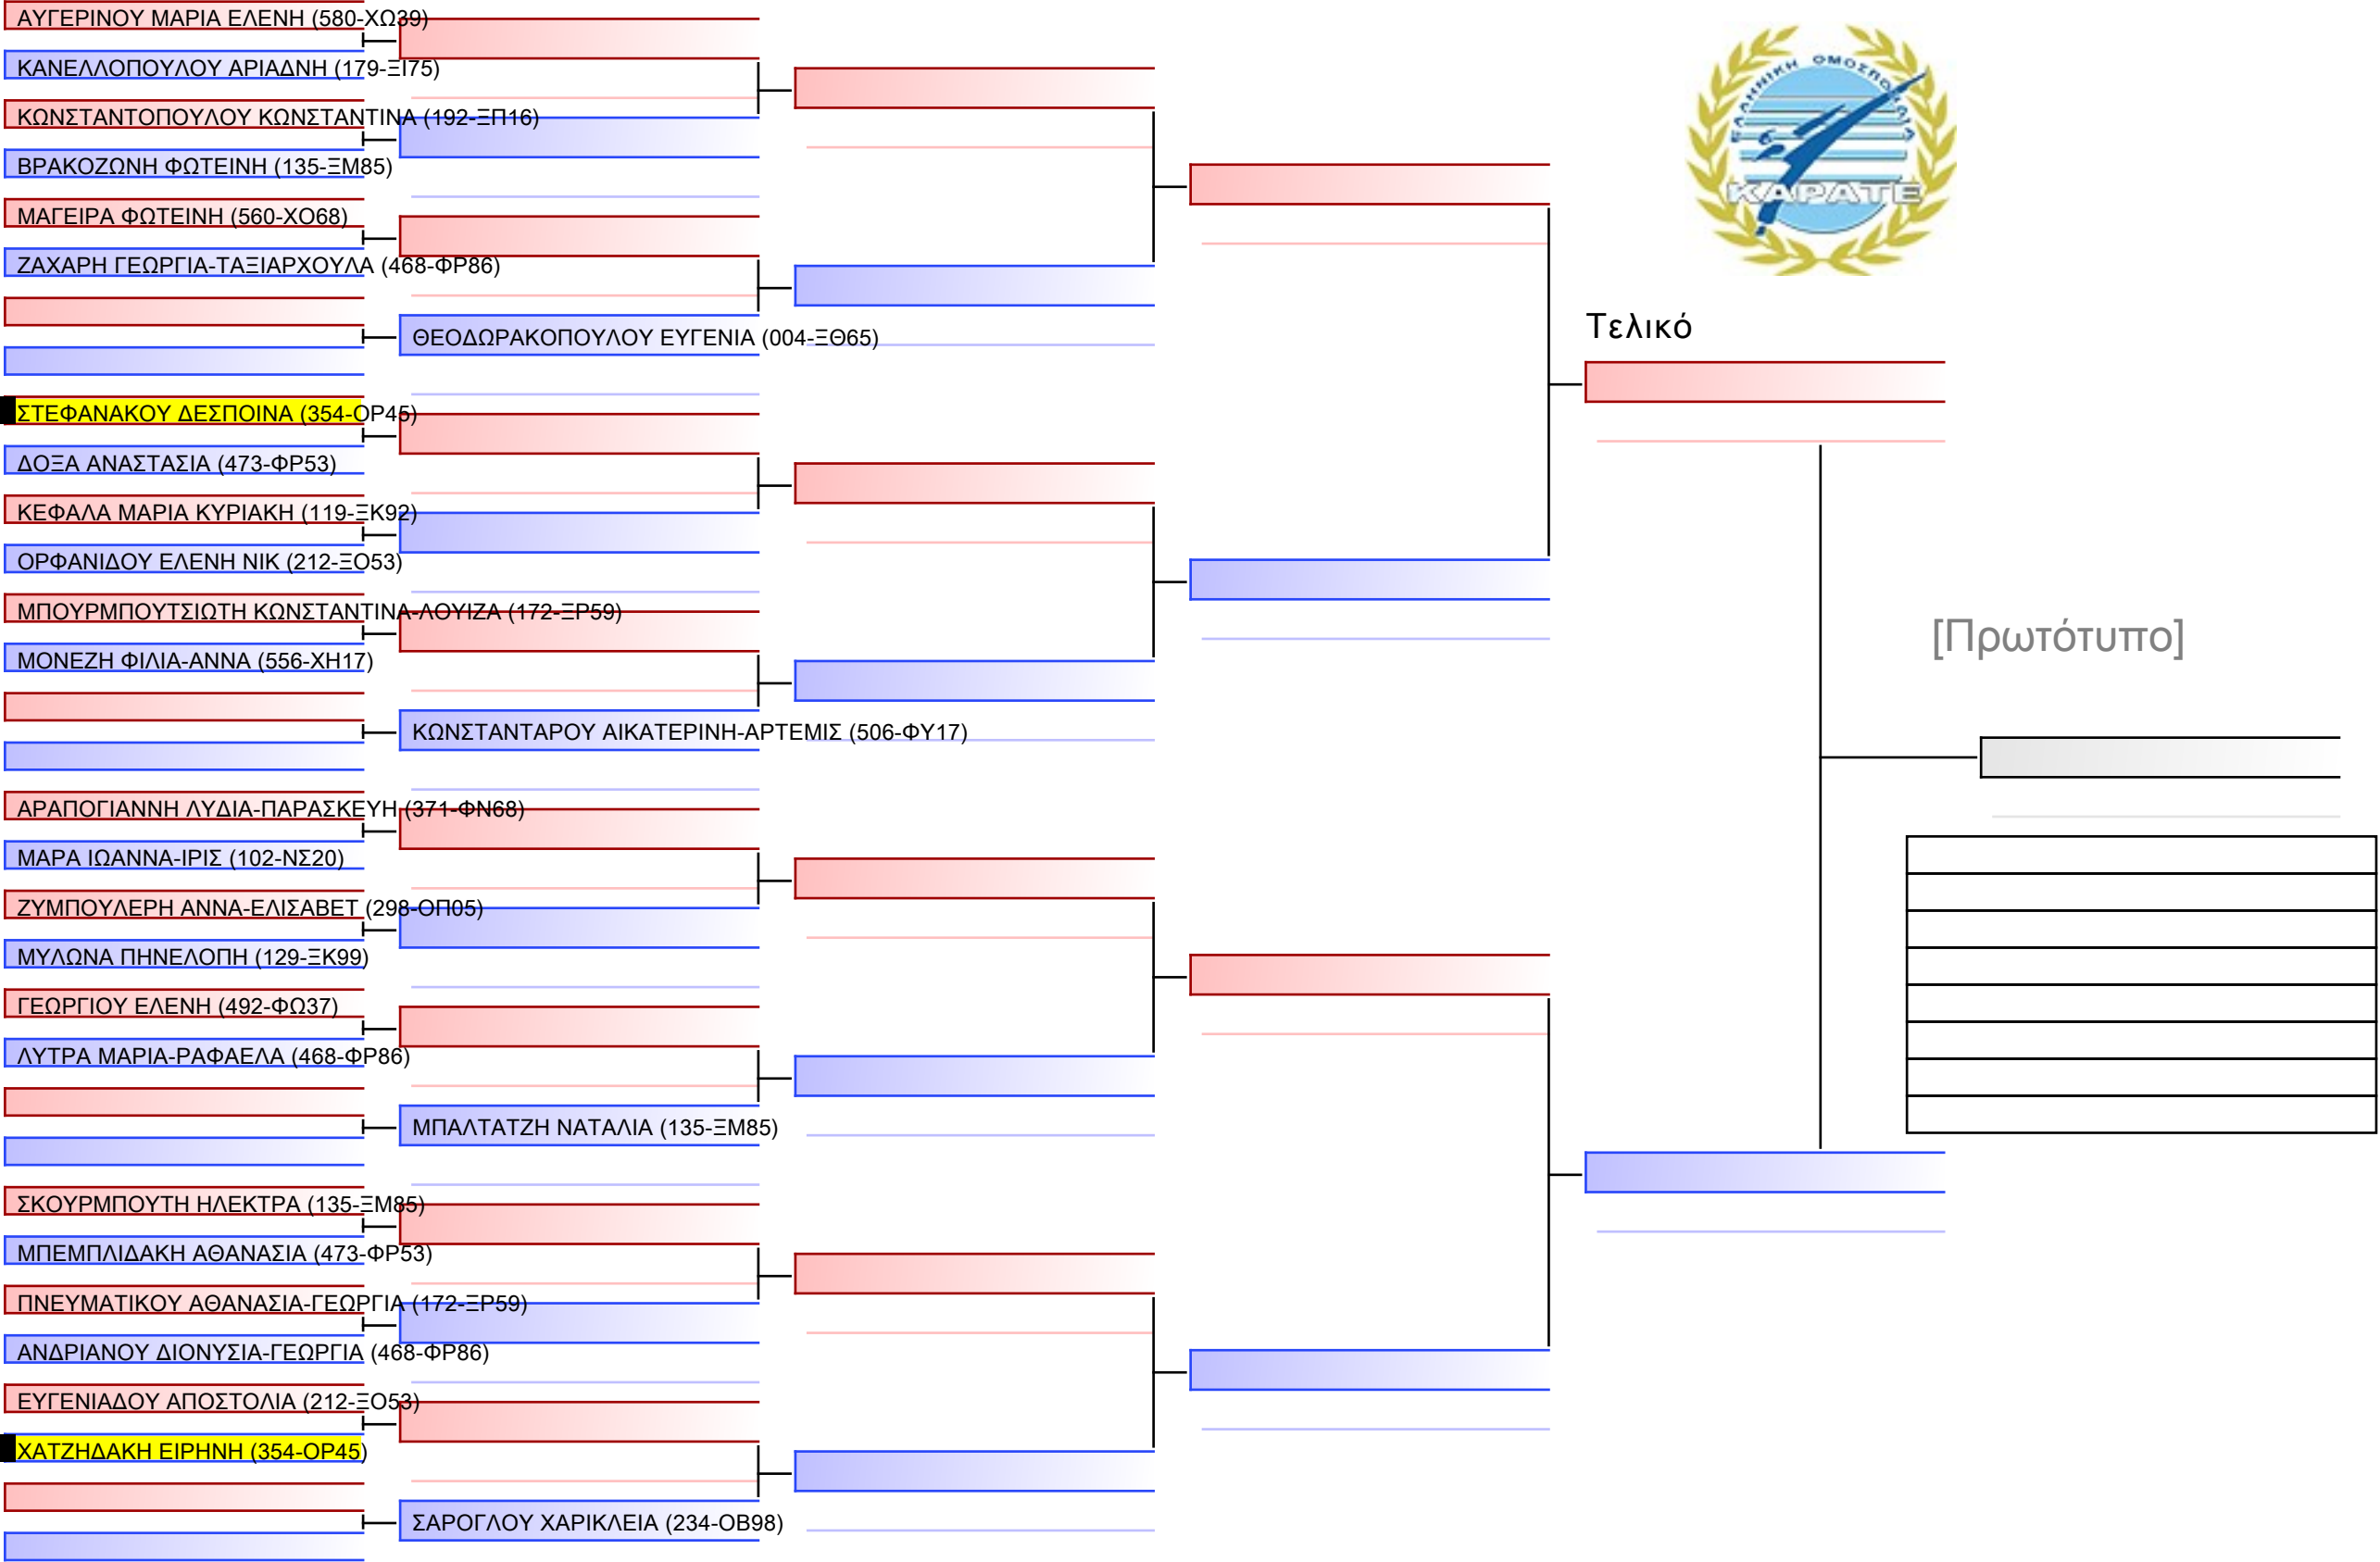 ΑΥΓΕΡΙΝΟΥ ΜΑΡΙΑ ΕΛΕΝΗ (580-ΧΩ39)
ΚΑΝΕΛΛΟΠΟΥΛΟΥ ΑΡΙΑΔΝΗ (179-ΞΙ75)
ΚΩΝΣΤΑΝΤΟΠΟΥΛΟΥ ΚΩΝΣΤΑΝΤΙΝΑ (192-ΞΠ16)
ΒΡΑΚΟΖΩΝΗ ΦΩΤΕΙΝΗ (135-ΞΜ85)
ΜΑΓΕΙΡΑ ΦΩΤΕΙΝΗ (560-ΧΟ68)
ΖΑΧΑΡΗ ΓΕΩΡΓΙΑ-ΤΑΞΙΑΡΧΟΥΛΑ (468-ΦΡ86)
ΘΕΟΔΩΡΑΚΟΠΟΥΛΟΥ ΕΥΓΕΝΙΑ (004-ΞΘ65)
ΣΤΕΦΑΝΑΚΟΥ ΔΕΣΠΟΙΝΑ (354-ΟΡ45)
ΔΟΞΑ ΑΝΑΣΤΑΣΙΑ (473-ΦΡ53)
ΚΕΦΑΛΑ ΜΑΡΙΑ ΚΥΡΙΑΚΗ (119-ΞΚ92)
ΟΡΦΑΝΙΔΟΥ ΕΛΕΝΗ ΝΙΚ (212-ΞΟ53)
ΜΠΟΥΡΜΠΟΥΤΣΙΩΤΗ ΚΩΝΣΤΑΝΤΙΝΑ-ΛΟΥΙΖΑ (172-ΞΡ59)
ΜΟΝΕΖΗ ΦΙΛΙΑ-ΑΝΝΑ (556-ΧΗ17)
ΚΩΝΣΤΑΝΤΑΡΟΥ ΑΙΚΑΤΕΡΙΝΗ-ΑΡΤΕΜΙΣ (506-ΦΥ17)
ΑΡΑΠΟΓΙΑΝΝΗ ΛΥΔΙΑ-ΠΑΡΑΣΚΕΥΗ (371-ΦΝ68)
ΜΑΡΑ ΙΩΑΝΝΑ-ΙΡΙΣ (102-ΝΣ20)
ΖΥΜΠΟΥΛΕΡΗ ΑΝΝΑ-ΕΛΙΣΑΒΕΤ (298-ΟΠ05)
ΜΥΛΩΝΑ ΠΗΝΕΛΟΠΗ (129-ΞΚ99)
ΓΕΩΡΓΙΟΥ ΕΛΕΝΗ (492-ΦΩ37)
ΛΥΤΡΑ ΜΑΡΙΑ-ΡΑΦΑΕΛΑ (468-ΦΡ86)
ΜΠΑΛΤΑΤΖΗ ΝΑΤΑΛΙΑ (135-ΞΜ85)
ΣΚΟΥΡΜΠΟΥΤΗ ΗΛΕΚΤΡΑ (135-ΞΜ85)
ΜΠΕΜΠΛΙΔΑΚΗ ΑΘΑΝΑΣΙΑ (473-ΦΡ53)
ΠΝΕΥΜΑΤΙΚΟΥ ΑΘΑΝΑΣΙΑ-ΓΕΩΡΓΙΑ (172-ΞΡ59)
ΑΝΔΡΙΑΝΟΥ ΔΙΟΝΥΣΙΑ-ΓΕΩΡΓΙΑ (468-ΦΡ86)
ΕΥΓΕΝΙΑΔΟΥ ΑΠΟΣΤΟΛΙΑ (212-ΞΟ53)
ΧΑΤΖΗΔΑΚΗ ΕΙΡΗΝΗ (354-ΟΡ45)
ΣΑΡΟΓΛΟΥ ΧΑΡΙΚΛΕΙΑ (234-ΟΒ98)
ΕΛΛΗΝΙΚΗ ΟΜΟΣΠΟΝΔΙΑ
ΚΑΡΑΤΕ
Τελικό
[Πρωτότυπο]